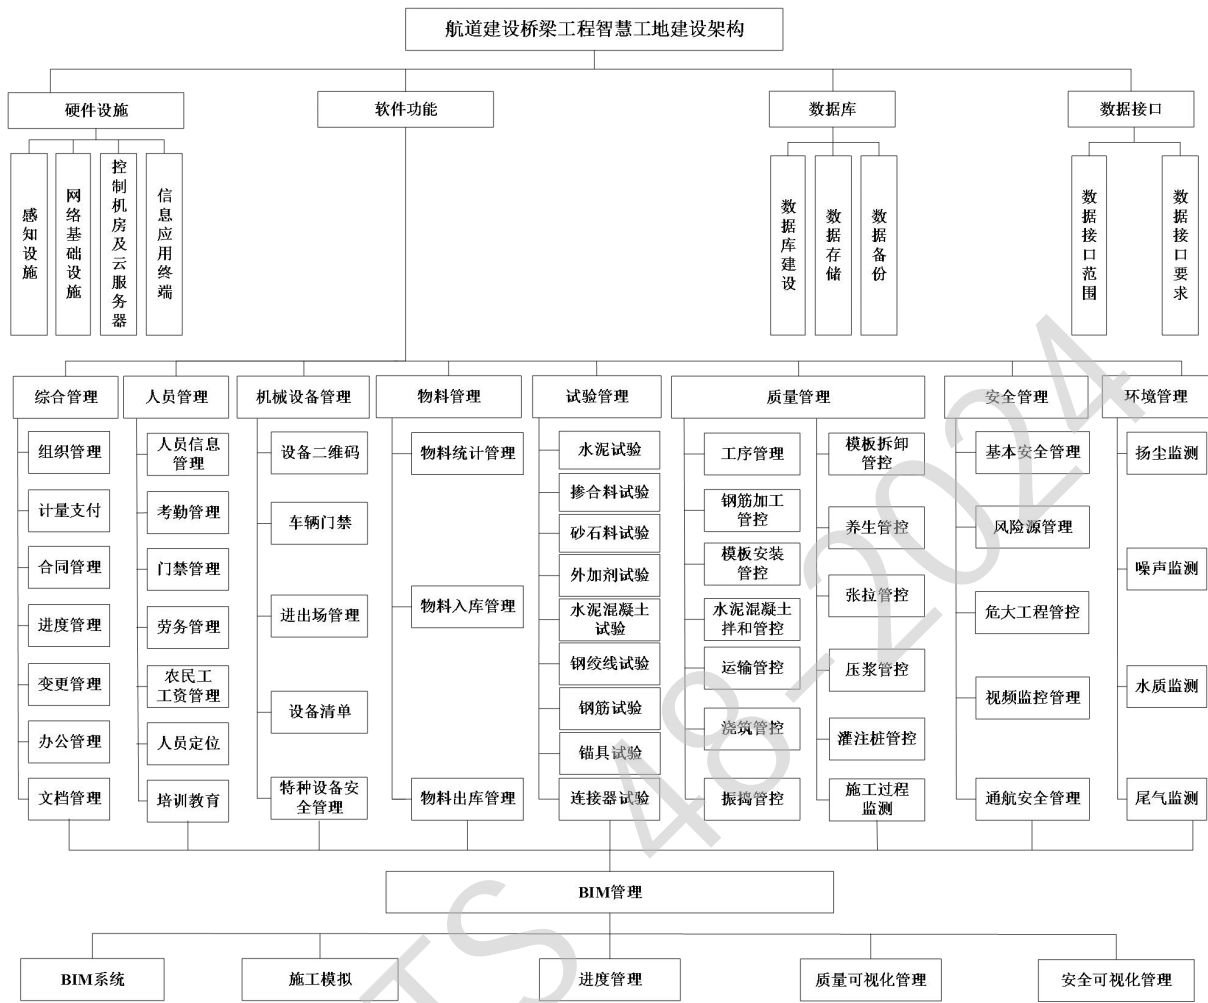 航道建设桥梁工程智慧工地建设架构
硬件设施
软件功能
数据库
数据接口
感知设施
网络基础设施
控制机房及云服务器
信息应用终端
数据库建设
数据存储
数据备份
数据接口范围
数据接口要求
综合管理
人员管理
机械设备管理
物料管理
试验管理
质量管理
安全管理
环境管理
组织管理
计量支付
合同管理
进度管理
变更管理
办公管理
文档管理
人员信息
管理
考勤管理
门禁管理
劳务管理
农民工
工资管理
人员定位
培训教育
设备二维码
车辆门禁
进出场管理
设备清单
特种设备安
全管理
物料统计管理
物料入库管理
物料出库管理
水泥试验
掺合料试验
砂石料试验
外加剂试验
水泥混凝土
试验
钢绞线试验
钢筋试验
锚具试验
连接器试验
工序管理
钢筋加工
管控
模板安装
管控
水泥混凝土
拌和管控
运输管控
浇筑管控
振捣管控
模板拆卸
管控
养生管控
张拉管控
压浆管控
灌注桩管控
施工过程
监测
基本安全管理
风险源管理
危大工程管控
视频监控管理
通航安全管理
扬尘监测
噪声监测
水质监测
尾气监测
BIM管理
BIM系统
施工模拟
进度管理
质量可视化管理
安全可视化管理
TS 48-2024